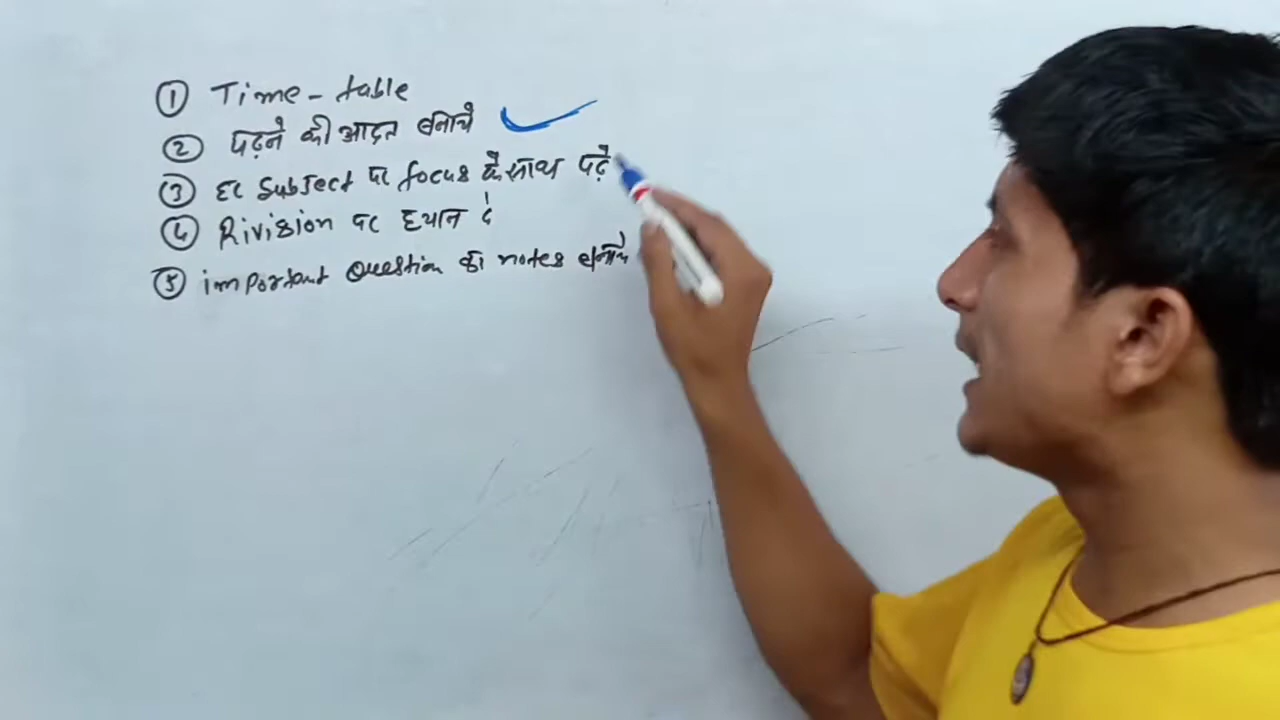 ① Time - table
② पढ़ने की आदत बनाये
③ हर Subject पर focus के साथ पढ़े
④ Rivision पर ध्यान दें
⑤ important Question का notes बनाये